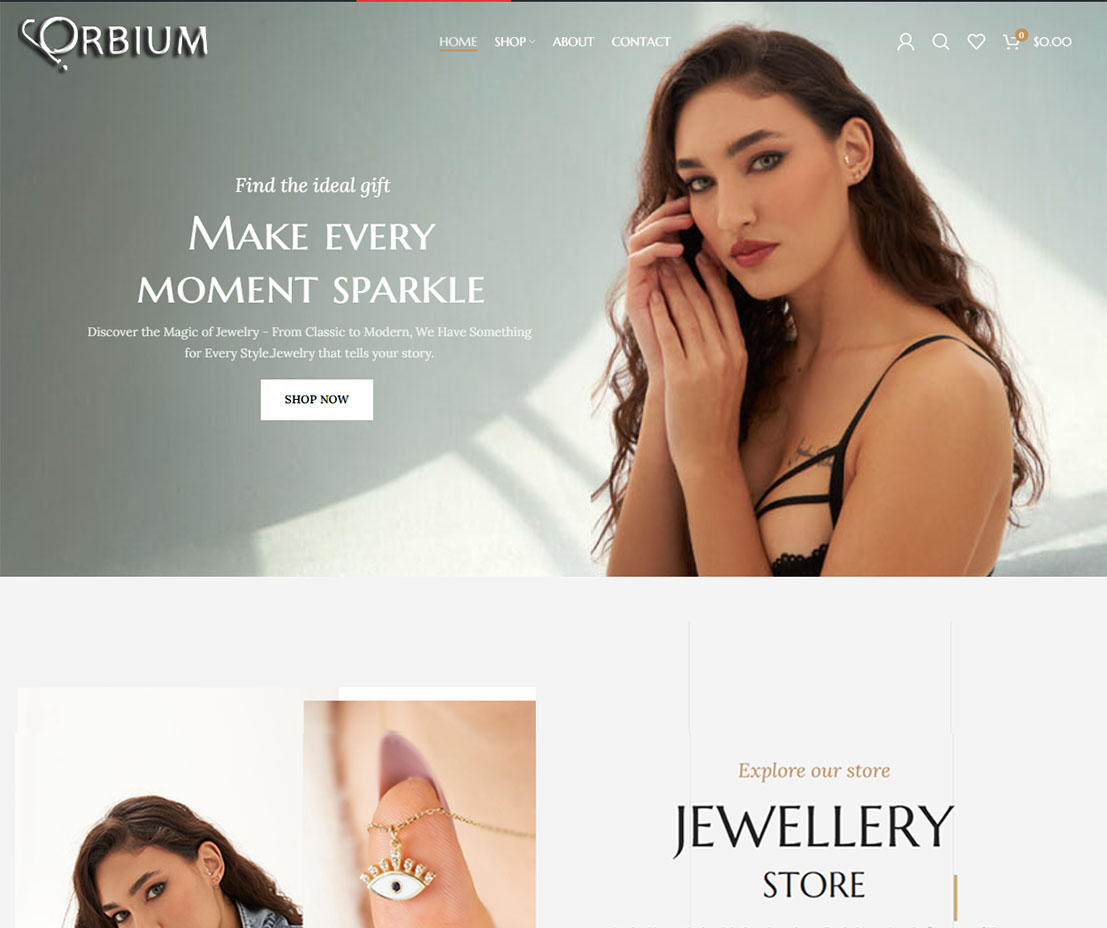 ORBIUM
HOME SHOP ABOUT CONTACT
0 $0.00
Find the ideal gift
Make every
moment sparkle
Discover the Magic of Jewelry - From Classic to Modern, We Have Something
for Every Style.Jewelry that tells your story.
SHOP NOW
Explore our store
JEWELLERY
STORE